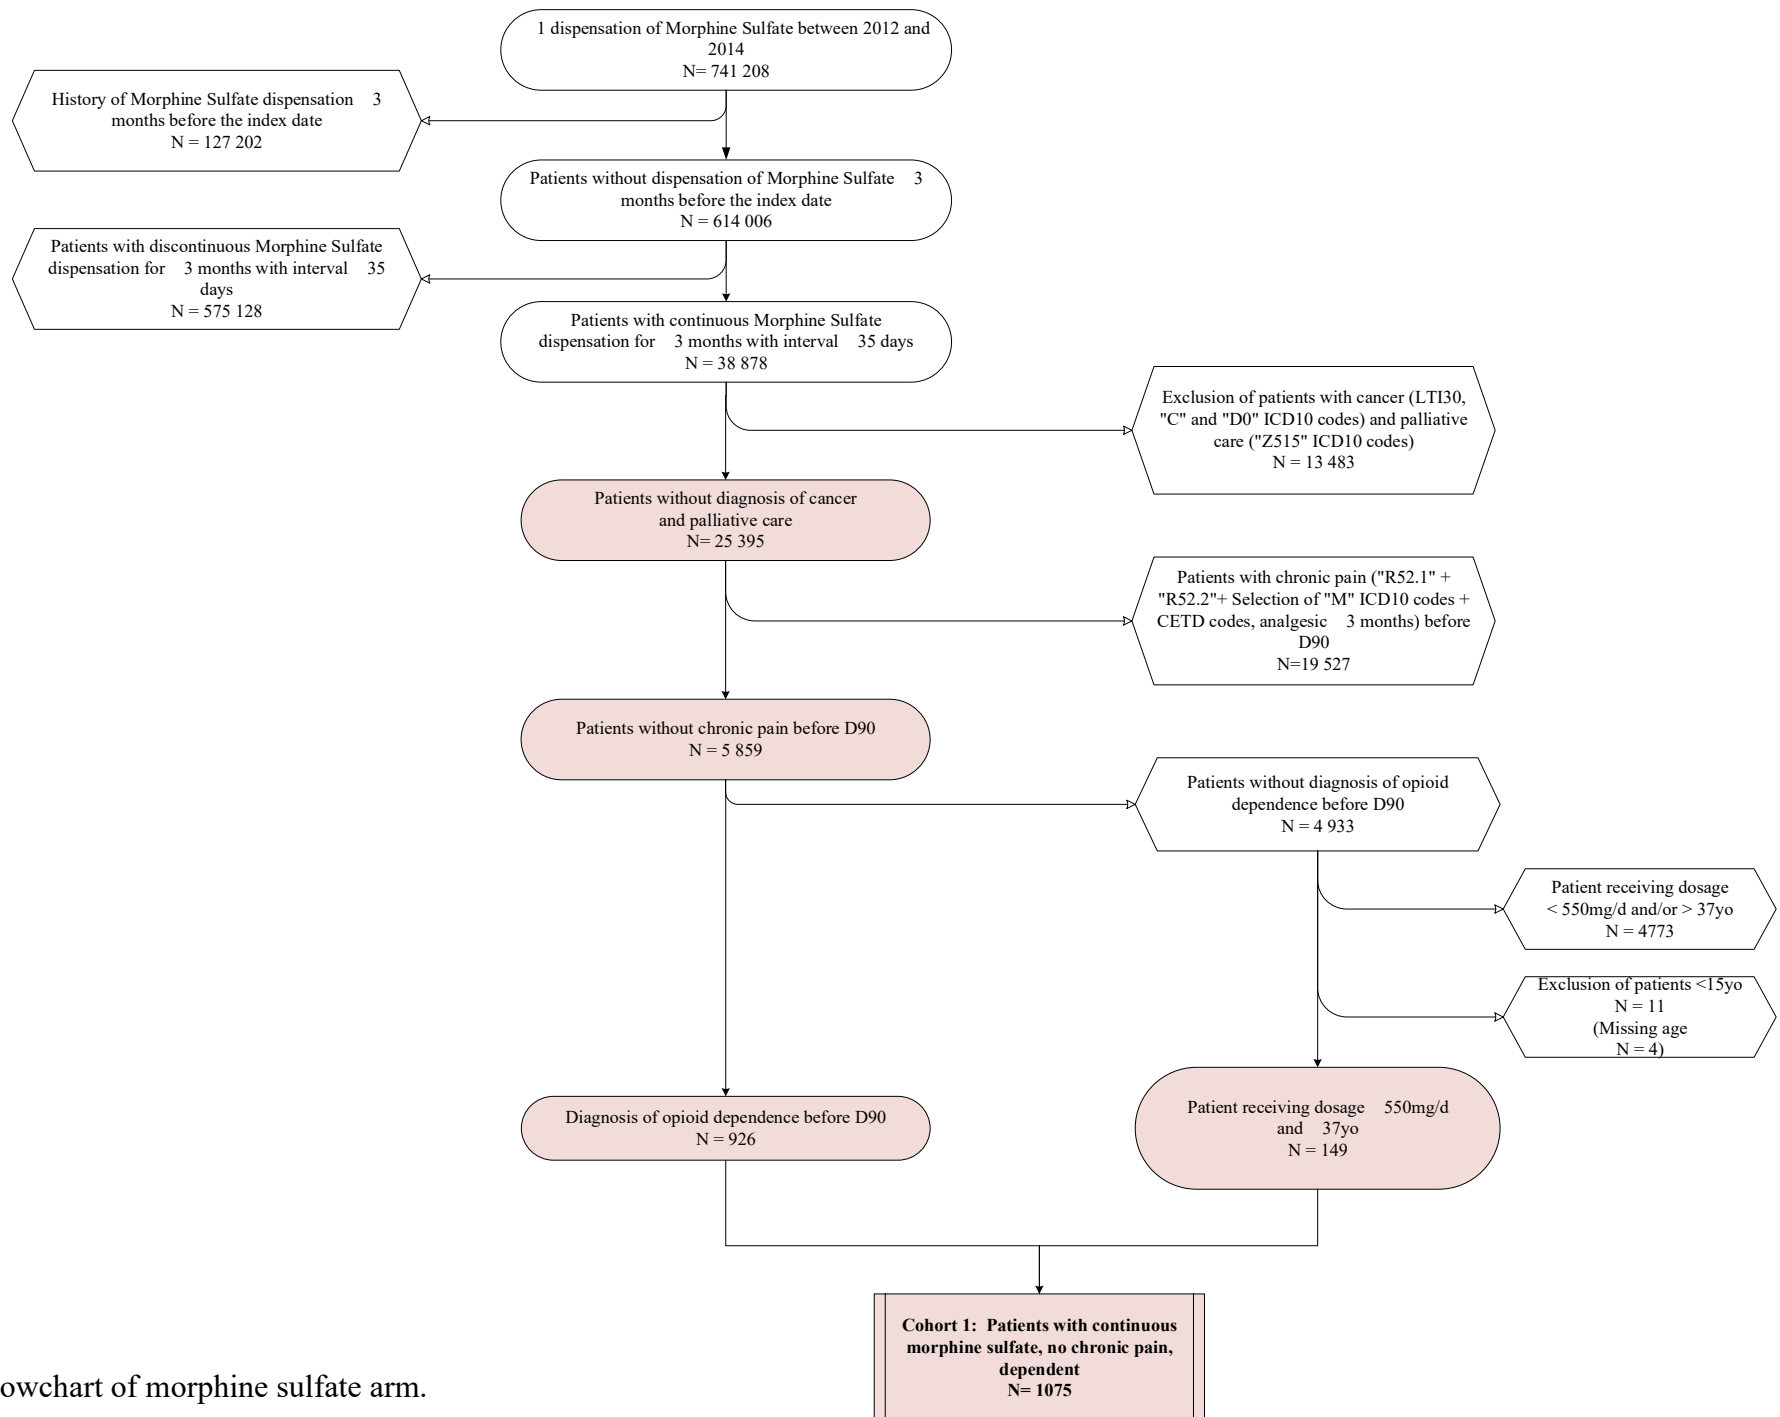 1 dispensation of Morphine Sulfate between 2012 and
2014
N= 741 208
History of Morphine Sulfate dispensation 3
months before the index date
N = 127 202
Patients without dispensation of Morphine Sulfate 3
months before the index date
N = 614 006
Patients with discontinuous Morphine Sulfate
dispensation for 3 months with interval 35
days
N = 575 128
Patients with continuous Morphine Sulfate
dispensation for 3 months with interval 35 days
N = 38 878
Exclusion of patients with cancer (LTI30,
"C" and "D0" ICD10 codes) and palliative
care ("Z515" ICD10 codes)
N = 13 483
Patients without diagnosis of cancer
and palliative care
N= 25 395
Patients with chronic pain ("R52.1" +
"R52.2"+ Selection of "M" ICD10 codes +
CETD codes, analgesic 3 months) before
D90
N=19 527
Patients without chronic pain before D90
N = 5 859
Patients without diagnosis of opioid
dependence before D90
N = 4 933
Patient receiving dosage
< 550mg/d and/or > 37yo
N = 4773
Exclusion of patients <15yo
N = 11
(Missing age
N = 4)
Diagnosis of opioid dependence before D90
N = 926
Patient receiving dosage 550mg/d
and 37yo
N = 149
Cohort 1: Patients with continuous
morphine sulfate, no chronic pain,
dependent
N= 1075
owchart of morphine sulfate arm.